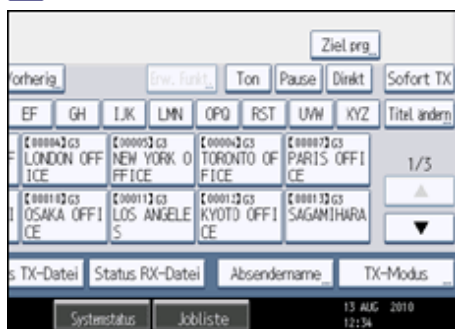 Ziel prg.
Vorherig. Erw. Funkt. Ton Pause Direkt Sofort TX
EF GH IJK LMN OPQ RST UVW XYZ Titel ändern
[00004]G3 [00005]G3 [00006]G3 [00007]G3
LONDON OFF NEW YORK O TORONTO OF PARIS OFFI
ICE FFICE FICE CE
1/3
[00010]G3 [00011]G3 [00012]G3 [00013]G3
OSAKA OFFI LOS ANGELE KYOTO OFFI SAGAMIHARA
CE S CE
s TX-Datei Status RX-Datei Absendername TX-Modus
Systemstatus Jobliste 13 AUG 2010
12:34